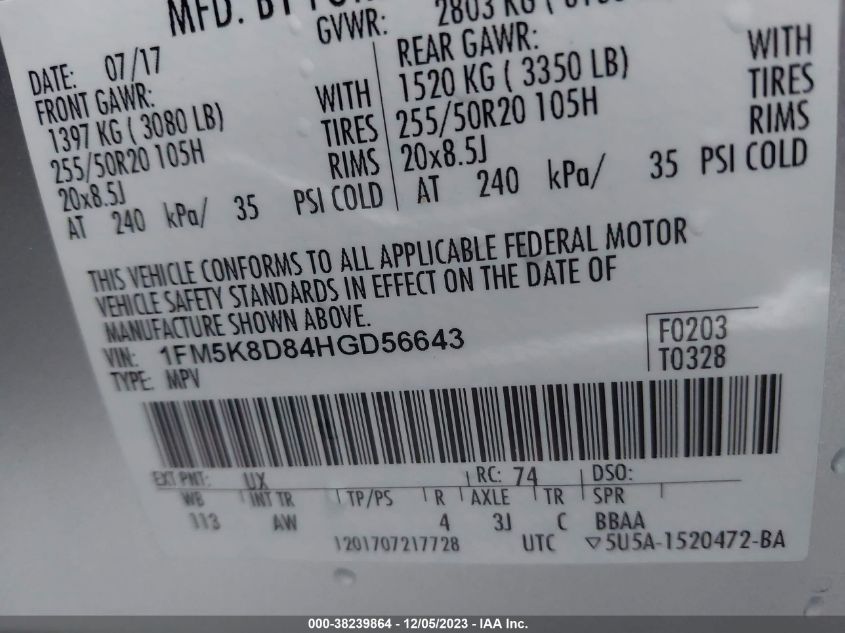 MFD. BY
GVWR: 2803 KG (
DATE: 07/17
FRONT GAWR:
1397 KG ( 3080 LB) WITH
255/50R20 105H TIRES
20x8.5J RIMS
AT 240 kPa/ 35 PSI COLD
REAR GAWR: WITH
1520 KG ( 3350 LB) TIRES
255/50R20 105H RIMS
20x8.5J
AT 240 kPa/ 35 PSI COLD
THIS VEHICLE CONFORMS TO ALL APPLICABLE FEDERAL MOTOR
VEHICLE SAFETY STANDARDS IN EFFECT ON THE DATE OF
MANUFACTURE SHOWN ABOVE.
VIN: 1FM5K8D84HGD56643
TYPE: MPV
F0203
T0328
EXT PNT: UX RC: 74 DSO:
WB INT TR TP/PS R AXLE TR SPR
113 AW 4 3J C BBAA
1201707217728 UTC ▽5U5A-1520472-BA
000-38239864 - 12/05/2023 - IAA Inc.